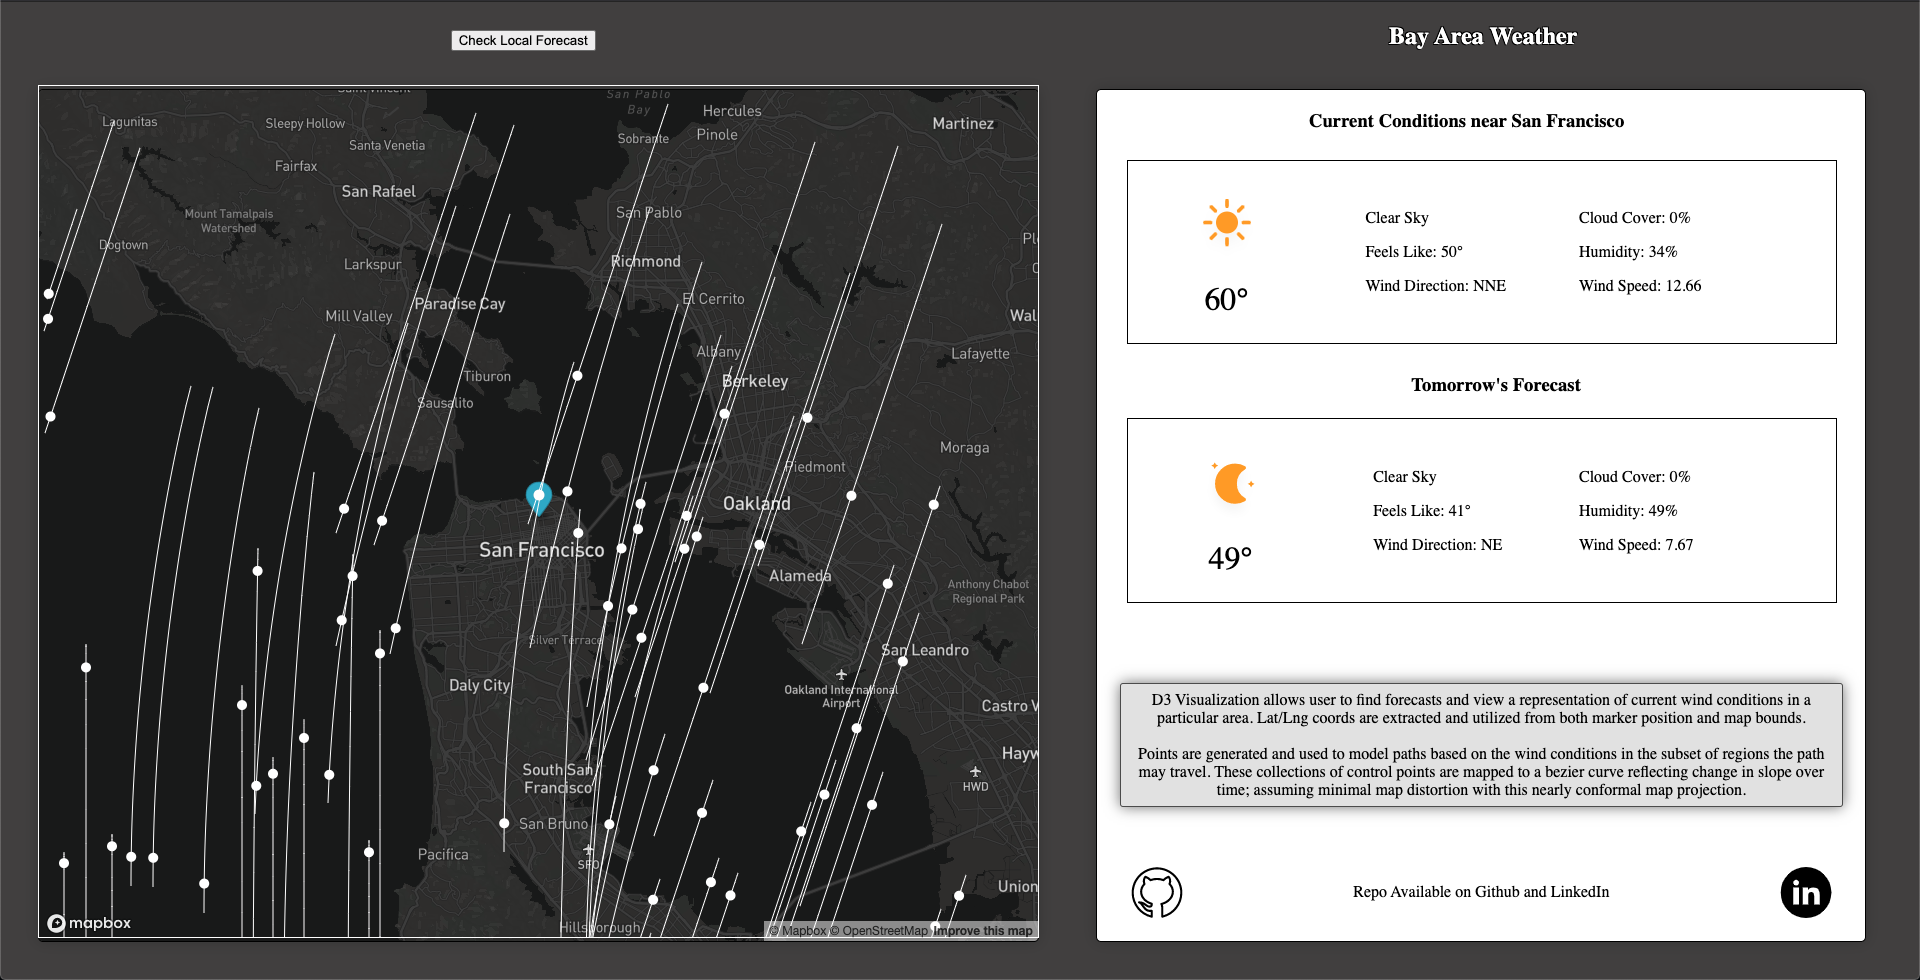 Check Local Forecast
Bay Area Weather
Saint Vincent
San Pablo
Bay
Hercules
Lagunitas
Sleepy Hollow
Sobrante
Pinole
Martinez
Santa Venetia
Fairfax
San Rafael
Mount Tamalpais
Watershed
San Pablo
Dogtown
Larkspur
Richmond
Ple
Paradise Cay
El Cerrito
Mill Valley
Wal
Albany
Lafayette
Tiburon
Berkeley
Sausalito
Moraga
Piedmont
Oakland
San Francisco
Alameda
Anthony Chabot
Regional Park
Silver Terrace
San Leandro
Daly City
Oakland International
Airport
Castro V
Hayw
South San
Francisco
HWD
San Bruno
Pacifica
SFO
Union
Hillsborough
mapbox
© Mapbox © OpenStreetMap Improve this map
Current Conditions near San Francisco
Clear Sky
Cloud Cover: 0%
Feels Like: 50°
Humidity: 34%
Wind Direction: NNE
Wind Speed: 12.66
60°
Tomorrow's Forecast
Clear Sky
Cloud Cover: 0%
Feels Like: 41°
Humidity: 49%
Wind Direction: NE
Wind Speed: 7.67
49°
D3 Visualization allows user to find forecasts and view a representation of current wind conditions in a
particular area. Lat/Lng coords are extracted and utilized from both marker position and map bounds.
Points are generated and used to model paths based on the wind conditions in the subset of regions the path
may travel. These collections of control points are mapped to a bezier curve reflecting change in slope over
time; assuming minimal map distortion with this nearly conformal map projection.
Repo Available on Github and LinkedIn
in